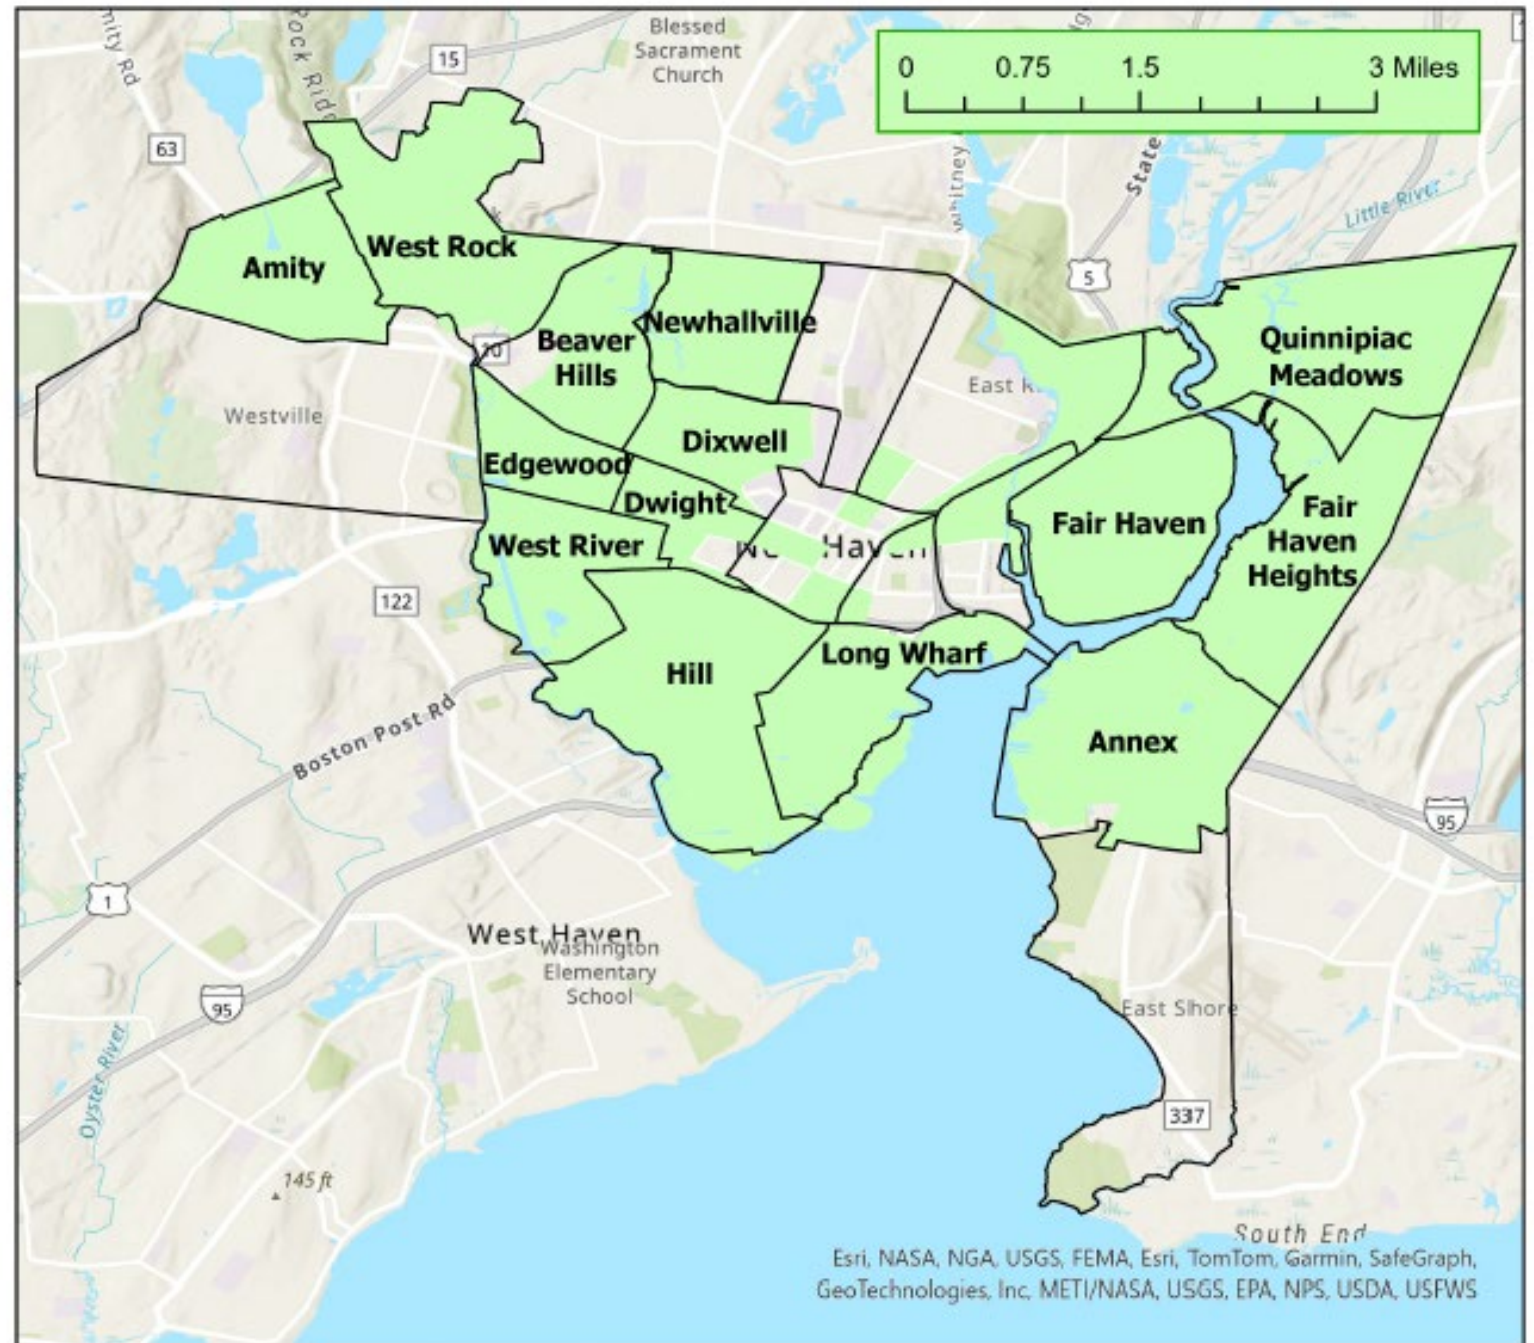 Blessed
Sacrament
Church
15
63
0 0.75 1.5 3 Miles
State
Little River
5
West Rock
Amity
Newhallville
Beaver
Hills
Quinnipiac
Meadows
Westville
Dixwell
Edgewood
Dwight
West River
Fair Haven
Fair
Haven
Heights
Haven
122
Long Wharf
Hill
Boston Post Rd
Annex
95
1
West Haven
Washington
Elementary
School
95
East Shore
Oyster River
337
145 ft
South End
Esri, NASA, NGA, USGS, FEMA, Esri, TomTom, Garmin, SafeGraph,
GeoTechnologies, Inc, METI/NASA, USGS, EPA, NPS, USDA, USFWS